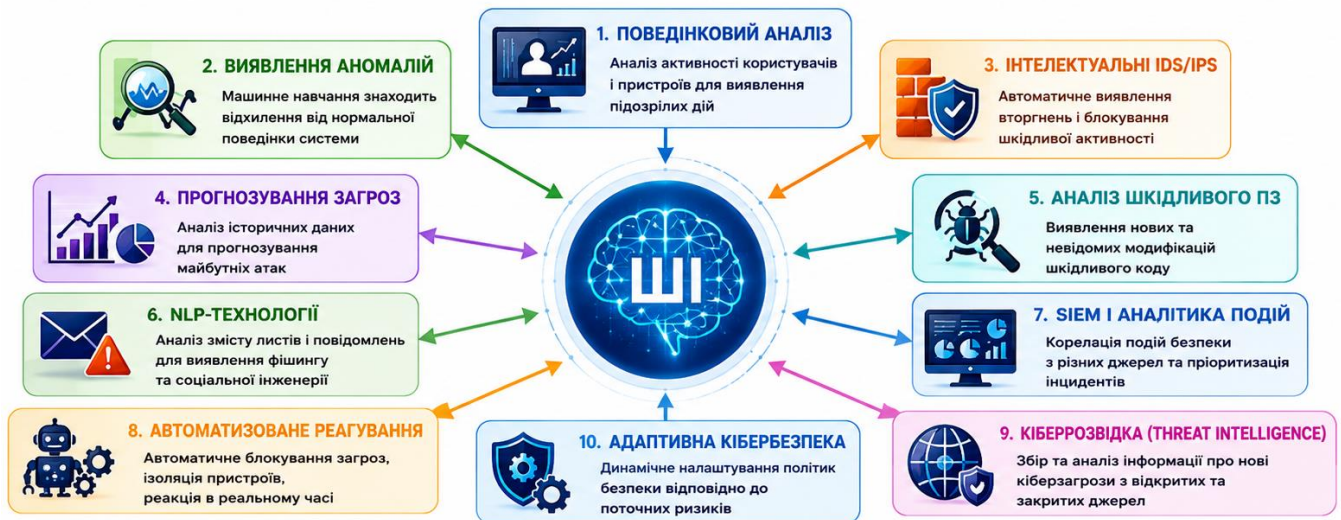 1. ПОВЕДІНКОВИЙ АНАЛІЗ
Аналіз активності користувачів
і пристроїв для виявлення
підозрілих дій
2. ВИЯВЛЕННЯ АНОМАЛІЙ
Машинне навчання знаходить
відхилення від нормальної
поведінки системи
3. ІНТЕЛЕКТУАЛЬНІ IDS/IPS
Автоматичне виявлення
вторгнень і блокування
шкідливої активності
4. ПРОГНОЗУВАННЯ ЗАГРОЗ
Аналіз історичних даних
для прогнозування
майбутніх атак
5. АНАЛІЗ ШКІДЛИВОГО ПЗ
Виявлення нових та
невідомих модифікацій
шкідливого коду
ШІ
6. NLP-ТЕХНОЛОГІЇ
Аналіз змісту листів і повідомлень
для виявлення фішингу
та соціальної інженерії
7. SIEM І АНАЛІТИКА ПОДІЙ
Кореляція подій безпеки
з різних джерел та пріоритизація
інцидентів
8. АВТОМАТИЗОВАНЕ РЕАГУВАННЯ
Автоматичне блокування загроз,
ізоляція пристроїв,
реакція в реальному часі
10. АДАПТИВНА КІБЕРБЕЗПЕКА
Динамічне налаштування політик
безпеки відповідно до
поточних ризиків
9. КІБЕРРОЗВІДКА (THREAT INTELLIGENCE)
Збір та аналіз інформації про нові
кіберзагрози з відкритих та
закритих джерел